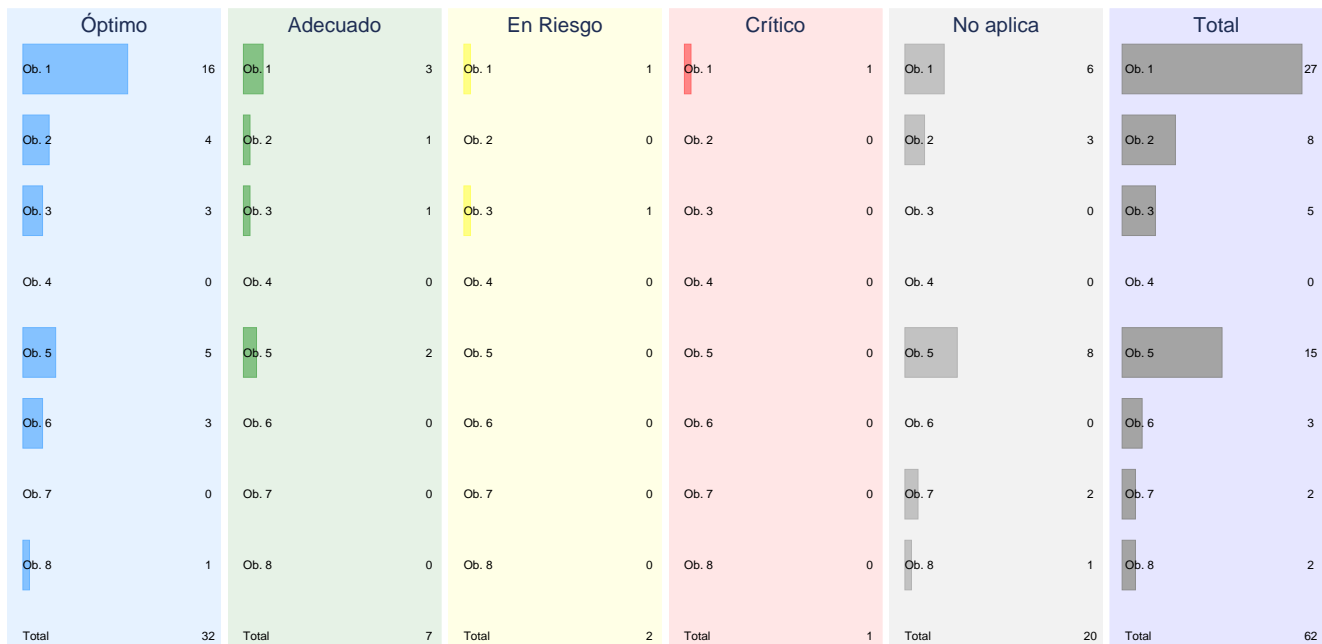 Óptimo Adecuado En Riesgo Crítico No aplica Total
Ob. 1 16 Ob. 1 3 Ob. 1 1 Ob. 1 1 Ob. 1 6 Ob. 1 27
Ob. 2 4 Ob. 2 1 Ob. 2 0 Ob. 2 0 Ob. 2 3 Ob. 2 8
Ob. 3 3 Ob. 3 1 Ob. 3 1 Ob. 3 0 Ob. 3 0 Ob. 3 5
Ob. 4 0 Ob. 4 0 Ob. 4 0 Ob. 4 0 Ob. 4 0 Ob. 4 0
Ob. 5 5 Ob. 5 2 Ob. 5 0 Ob. 5 0 Ob. 5 8 Ob. 5 15
Ob. 6 3 Ob. 6 0 Ob. 6 0 Ob. 6 0 Ob. 6 0 Ob. 6 3
Ob. 7 0 Ob. 7 0 Ob. 7 0 Ob. 7 0 Ob. 7 2 Ob. 7 2
Ob. 8 1 Ob. 8 0 Ob. 8 0 Ob. 8 0 Ob. 8 1 Ob. 8 2
Total 32 Total 7 Total 2 Total 1 Total 20 Total 62